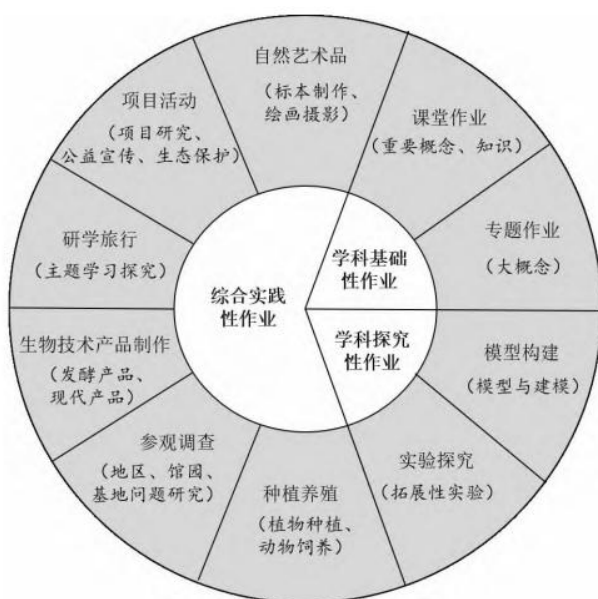 自然艺术品
(标本制作、
绘画摄影)
课堂作业
(重要概念、知识)
专题作业
(大概念)
模型构建
(模型与建模)
实验探究
(拓展性实验)
种植养殖
(植物种植、
动物饲养)
参观调查
(地区、馆园、
基地问题研究)
生物技术产品制作
(发酵产品、
现代产品)
研学旅行
(主题学习探究)
项目活动
(项目研究、
公益宣传、生态保护)
综合实践
性作业
学科基础
性作业
学科探究
性作业